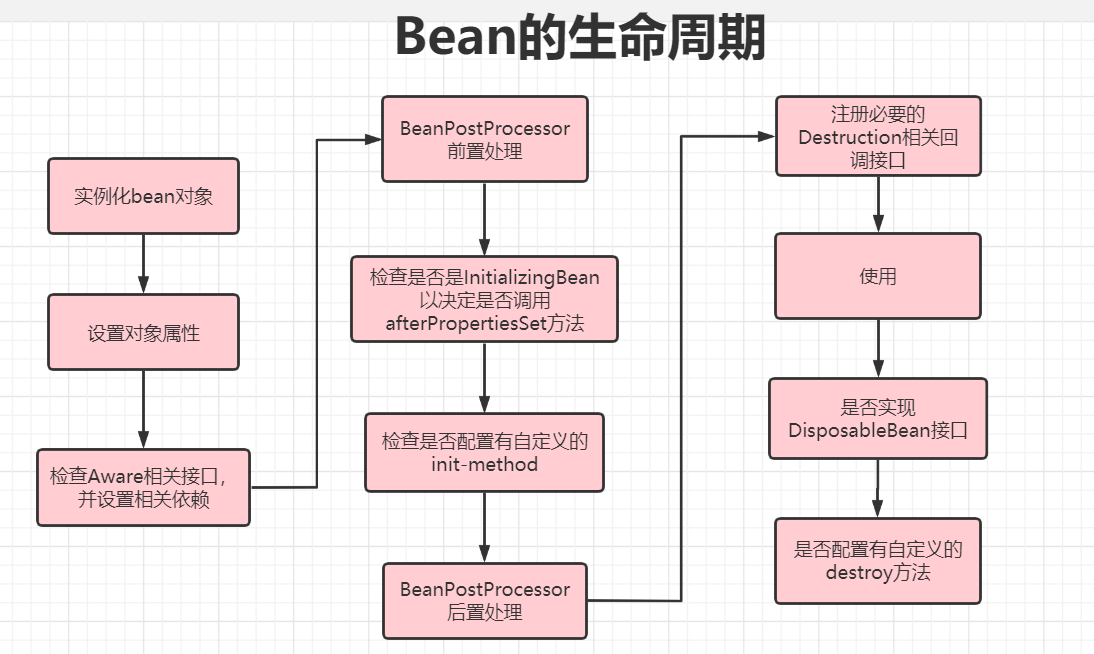 Bean的生命周期
实例化bean对象
设置对象属性
检查Aware相关接口，
并设置相关依赖
BeanPostProcessor
前置处理
检查是否是InitializingBean
以决定是否调用
afterPropertiesSet方法
检查是否配置有自定义的
init-method
BeanPostProcessor
后置处理
注册必要的
Destruction相关回
调接口
使用
是否实现
DisposableBean接口
是否配置有自定义的
destroy方法